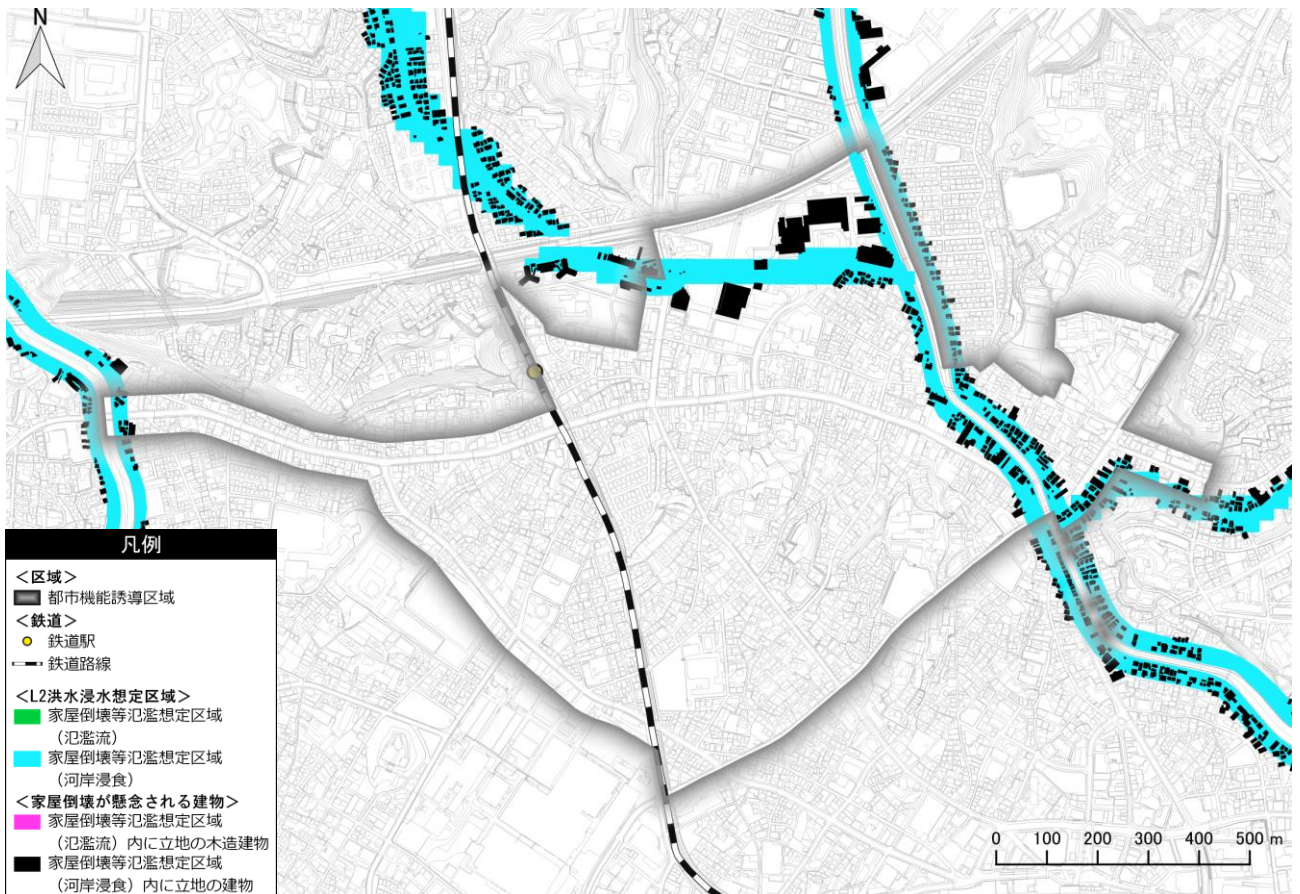 N
凡例
<区域>
都市機能誘導区域
<鉄道>
鉄道駅
鉄道路線
<L2洪水浸水想定区域>
家屋倒壊等氾濫想定区域
(氾濫流)
家屋倒壊等氾濫想定区域
(河岸浸食)
<家屋倒壊が懸念される建物>
家屋倒壊等氾濫想定区域
(氾濫流)内に立地の木造建物
家屋倒壊等氾濫想定区域
(河岸浸食)内に立地の建物
0 100 200 300 400 500 m